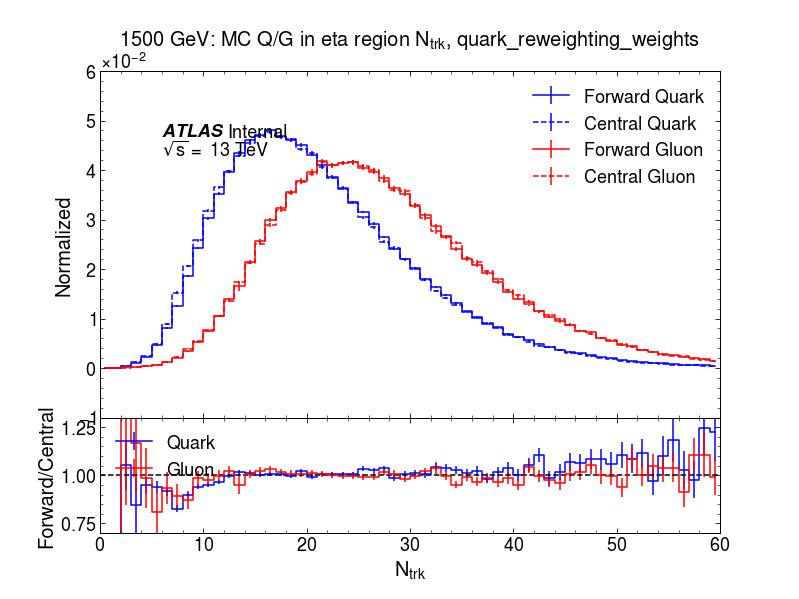 1500 GeV: MC Q/G in eta region N_trk, quark_reweighting_weights
×10⁻²
6
5
4
3
2
1
0
−1
Normalized
ATLAS Internal
√s = 13 TeV
Forward Quark
Central Quark
Forward Gluon
Central Gluon
1.25
1.00
0.75
Forward/Central
Quark
Gluon
0 10 20 30 40 50 60
N_trk